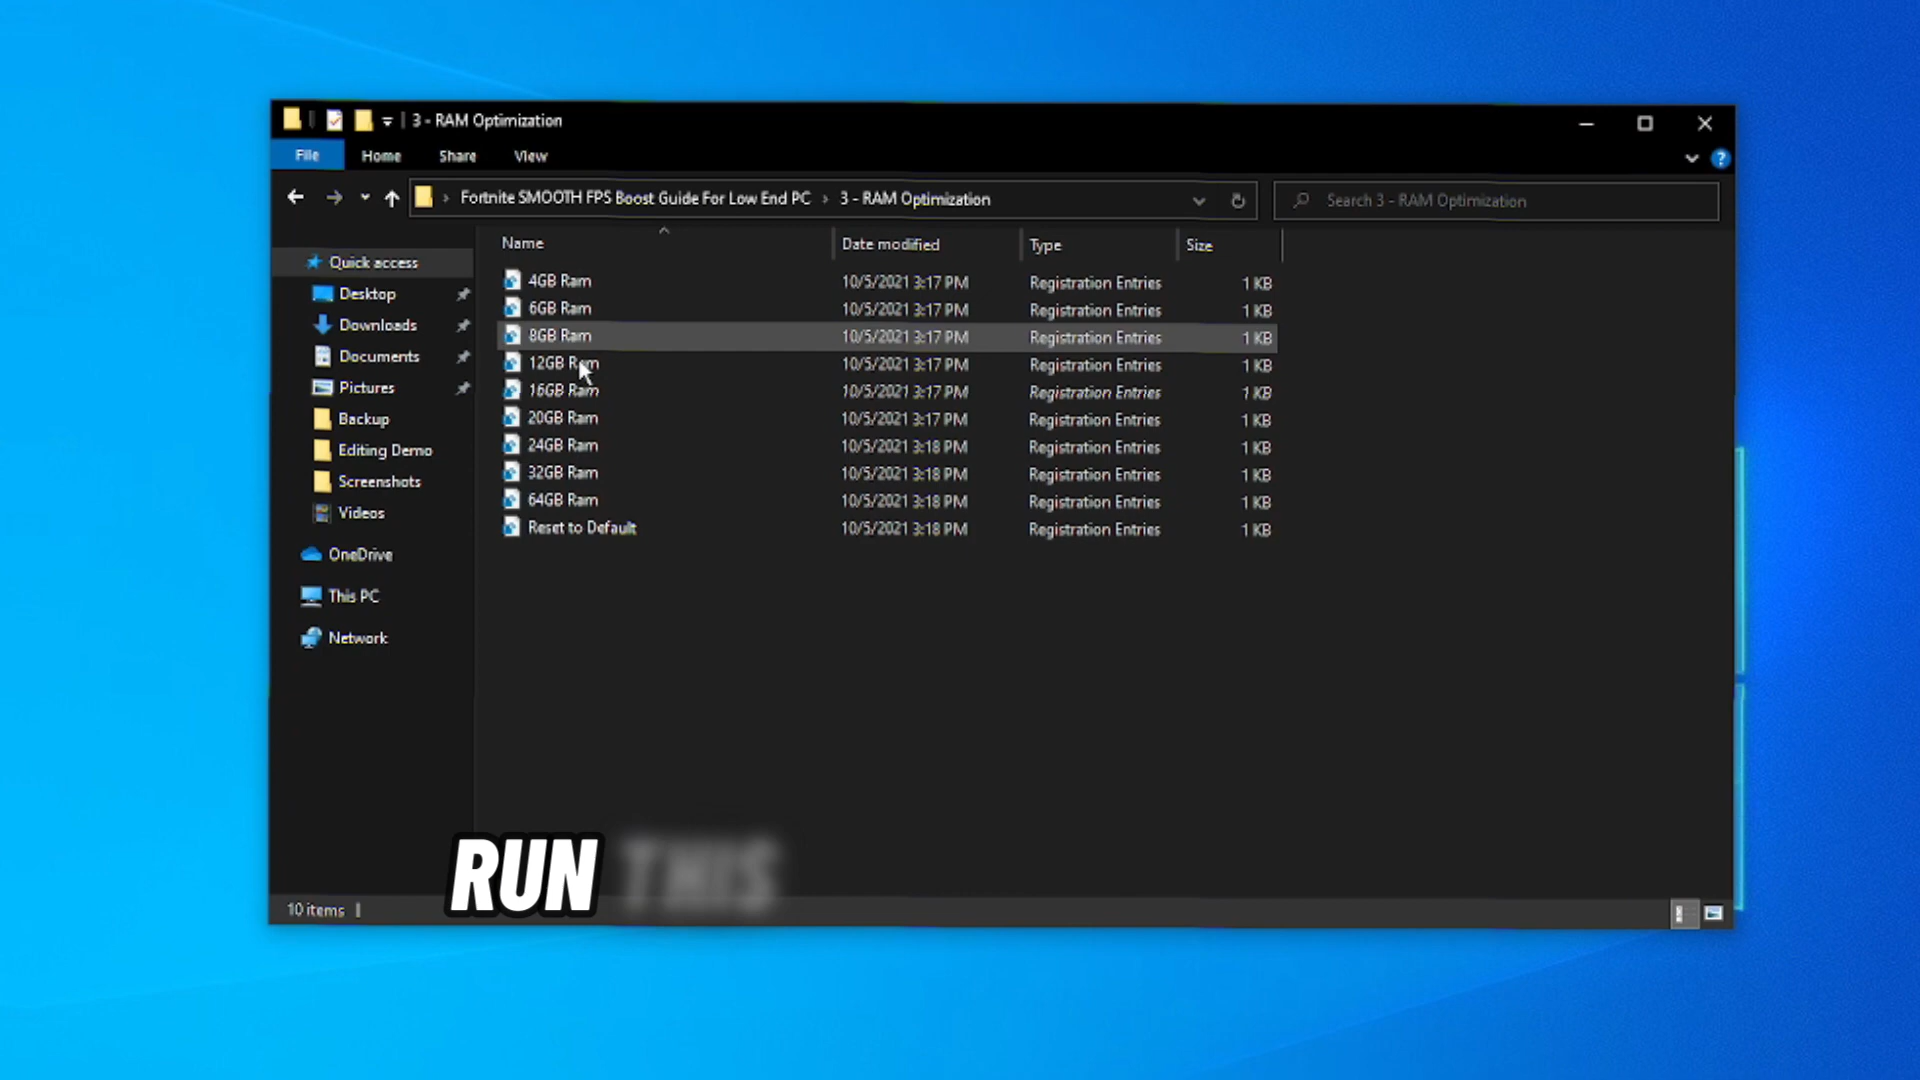 3 - RAM Optimization
File Home Share View
Fortnite SMOOTH FPS Boost Guide For Low End PC › 3 - RAM Optimization
Search 3 - RAM Optimization
Name Date modified Type Size
Quick access
Desktop
Downloads
Documents
Pictures
Backup
Editing Demo
Screenshots
Videos
OneDrive
This PC
Network
4GB Ram 10/5/2021 3:17 PM Registration Entries 1 KB
6GB Ram 10/5/2021 3:17 PM Registration Entries 1 KB
8GB Ram 10/5/2021 3:17 PM Registration Entries 1 KB
12GB Ram 10/5/2021 3:17 PM Registration Entries 1 KB
16GB Ram 10/5/2021 3:17 PM Registration Entries 1 KB
20GB Ram 10/5/2021 3:17 PM Registration Entries 1 KB
24GB Ram 10/5/2021 3:18 PM Registration Entries 1 KB
32GB Ram 10/5/2021 3:18 PM Registration Entries 1 KB
64GB Ram 10/5/2021 3:18 PM Registration Entries 1 KB
Reset to Default 10/5/2021 3:18 PM Registration Entries 1 KB
RUN THIS
10 items